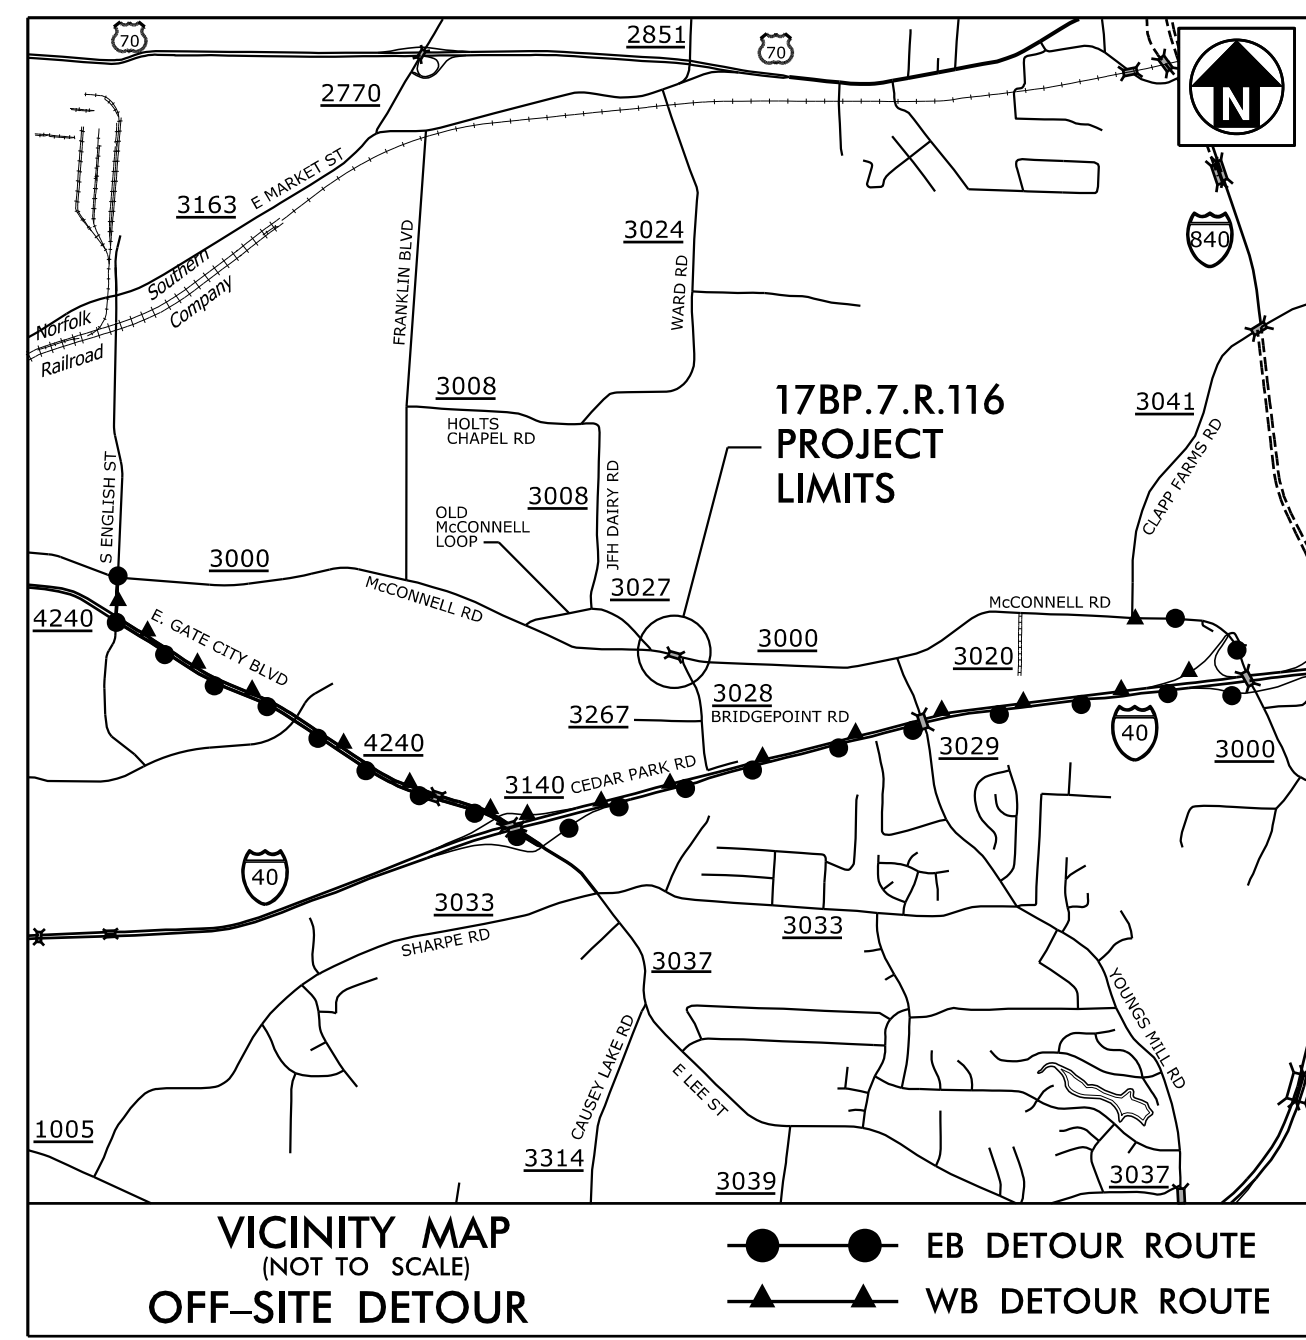 70
2851
70
N
2770
E MARKET ST
3163
3024
840
Southern
Company
Norfolk
Railroad
FRANKLIN BLVD
WARD RD
3008
HOLTS
CHAPEL RD
17BP.7.R.116
PROJECT
LIMITS
3041
CLAPP FARMS RD
S ENGLISH ST
3008
JFH DAIRY RD
OLD
McCONNELL
LOOP
3000
3027
McCONNELL RD
McCONNELL RD
4240
E. GATE CITY BLVD
3000
3020
3028
BRIDGEPOINT RD
3267
40
3029
3000
4240
3140
CEDAR PARK RD
40
3033
SHARPE RD
3033
3037
YOUNGS MILL RD
CAUSEY LAKE RD
E LEE ST
1005
3314
3039
3037
VICINITY MAP
(NOT TO SCALE)
OFF–SITE DETOUR
EB DETOUR ROUTE
WB DETOUR ROUTE